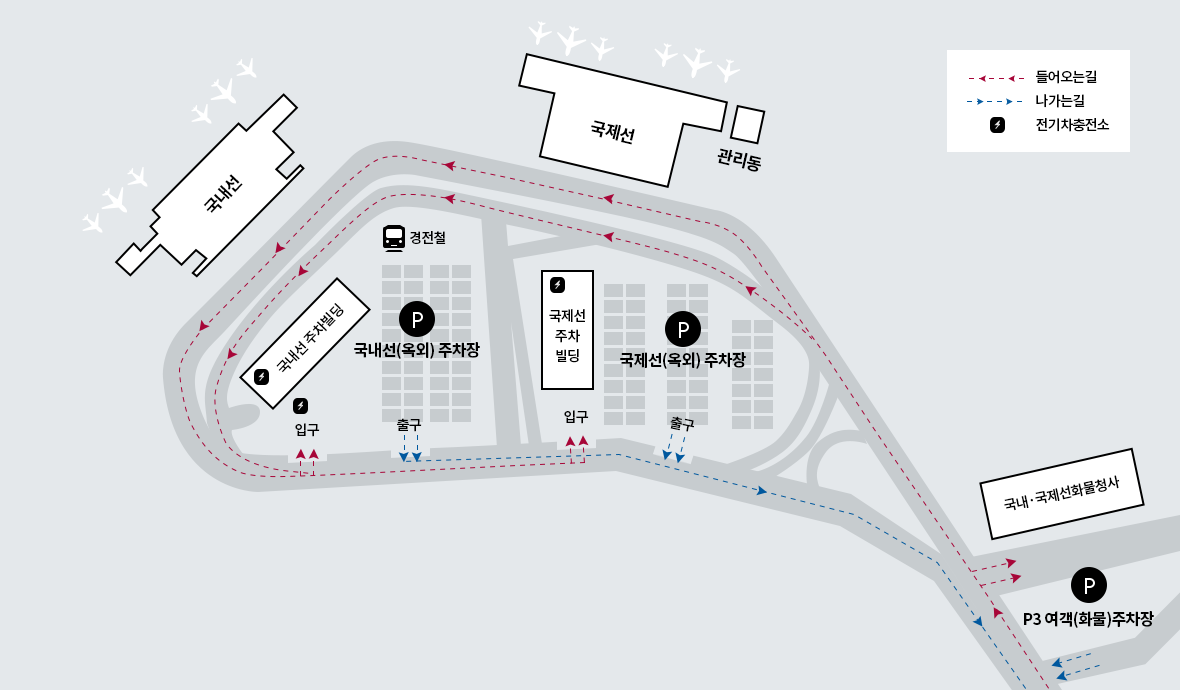 들어오는길
나가는길
전기차충전소
국제선
관리동
국내선
경전철
국내선 주차빌딩
P
국내선(옥외) 주차장
국제선
주차
빌딩
P
국제선(옥외) 주차장
입구
출구
입구
출구
국내·국제선화물청사
P
P3 여객(화물)주차장